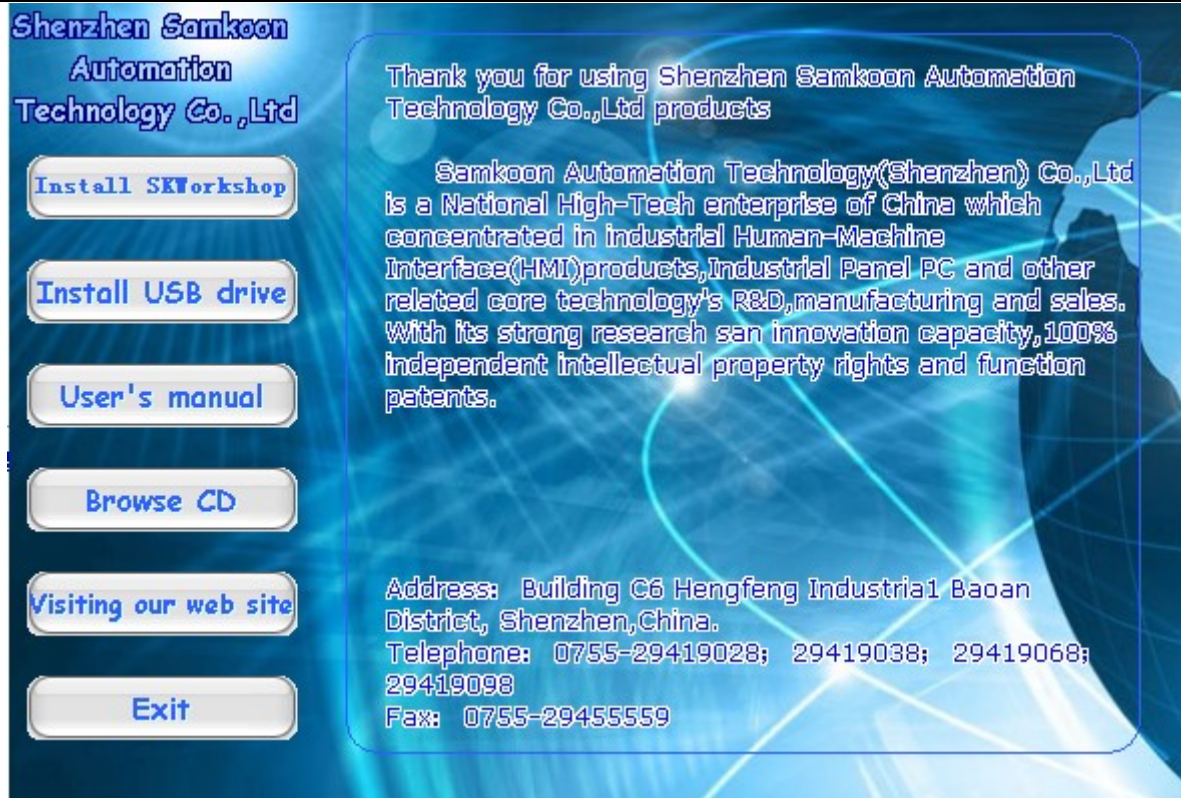 Shenzhen Samkoon
Automation
Technology Co.,Ltd
Install SKWorkshop
Install USB drive
User's manual
Browse CD
Visiting our web site
Exit
Thank you for using Shenzhen Samkoon Automation
Technology Co.,Ltd products
Samkoon Automation Technology(Shenzhen) Co.,Ltd
is a National High-Tech enterprise of China which
concentrated in industrial Human-Machine
Interface(HMI)products,Industrial Panel PC and other
related core technology's R&D,manufacturing and sales.
With its strong research san innovation capacity,100%
independent intellectual property rights and function
patents.
Address: Building C6 Hengfeng Industria1 Baoan
District, Shenzhen,China.
Telephone: 0755-29419028; 29419038; 29419068;
29419098
Fax: 0755-29455559